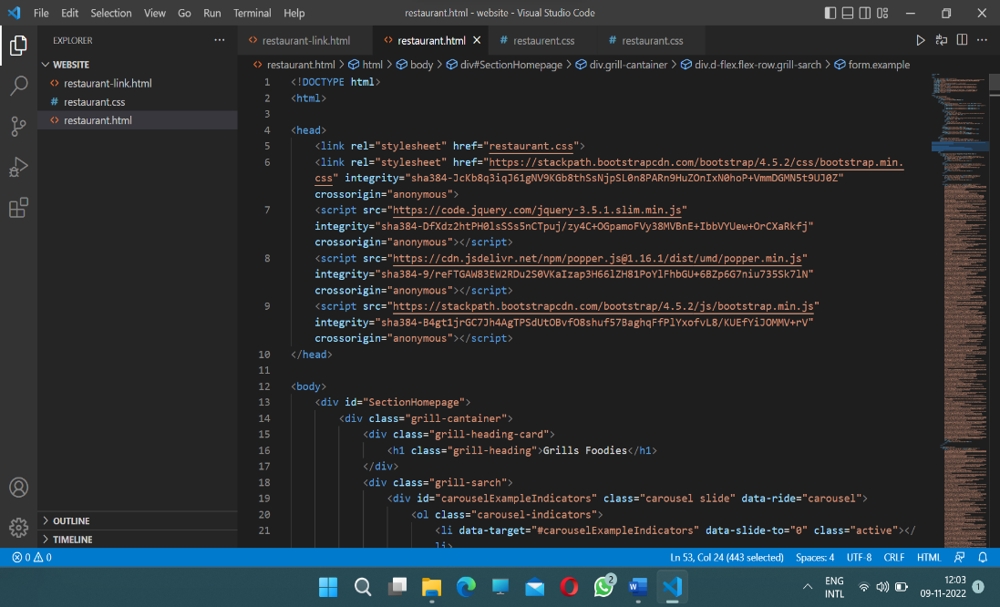 File Edit Selection View Go Run Terminal Help restaurant.html - website - Visual Studio Code
EXPLORER ···
restaurant-link.html restaurant.html restaurent.css restaurant.css
restaurant.html > html > body > div#SectionHomepage > div.grill-cantainer > div.d-flex.flex-row.grill-sarch > form.example
WEBSITE
restaurant-link.html
restaurant.css
restaurant.html
1 <!DOCTYPE html>
2 <html>
3
4 <head>
5 <link rel="stylesheet" href="restaurant.css">
6 <link rel="stylesheet" href="https://stackpath.bootstrapcdn.com/bootstrap/4.5.2/css/bootstrap.min.
css" integrity="sha384-JcKb8q3iqJ61gNV9KGb8thSsNjpSL0n8PARn9HuZOnIxN0hoP+VmmDGMN5t9UJ0Z"
crossorigin="anonymous">
7 <script src="https://code.jquery.com/jquery-3.5.1.slim.min.js"
integrity="sha384-DfXdz2htPH0lsSSs5nCTpuj/zy4C+OGpamoFVy38MVBnE+IbbVYUew+OrCXaRkfj"
crossorigin="anonymous"></script>
8 <script src="https://cdn.jsdelivr.net/npm/popper.js@1.16.1/dist/umd/popper.min.js"
integrity="sha384-9/reFTGAW83EW2RDu2S0VKaIzap3H66lZH81PoYlFhbGU+6BZp6G7niu735Sk7lN"
crossorigin="anonymous"></script>
9 <script src="https://stackpath.bootstrapcdn.com/bootstrap/4.5.2/js/bootstrap.min.js"
integrity="sha384-B4gt1jrGC7Jh4AgTPSdUtOBvfO8shuf57BaghqFfPlYxofvL8/KUEfYiJOMMV+rV"
crossorigin="anonymous"></script>
10 </head>
11
12 <body>
13 <div id="SectionHomepage">
14 <div class="grill-cantainer">
15 <div class="grill-heading-card">
16 <h1 class="grill-heading">Grills Foodies</h1>
17 </div>
18 <div class="grill-sarch">
19 <div id="carouselExampleIndicators" class="carousel slide" data-ride="carousel">
20 <ol class="carousel-indicators">
21 <li data-target="#carouselExampleIndicators" data-slide-to="0" class="active"></
li>
OUTLINE
TIMELINE
0 0 Ln 53, Col 24 (443 selected) Spaces: 4 UTF-8 CRLF HTML
2 ENG
INTL
12:03
09-11-2022
1